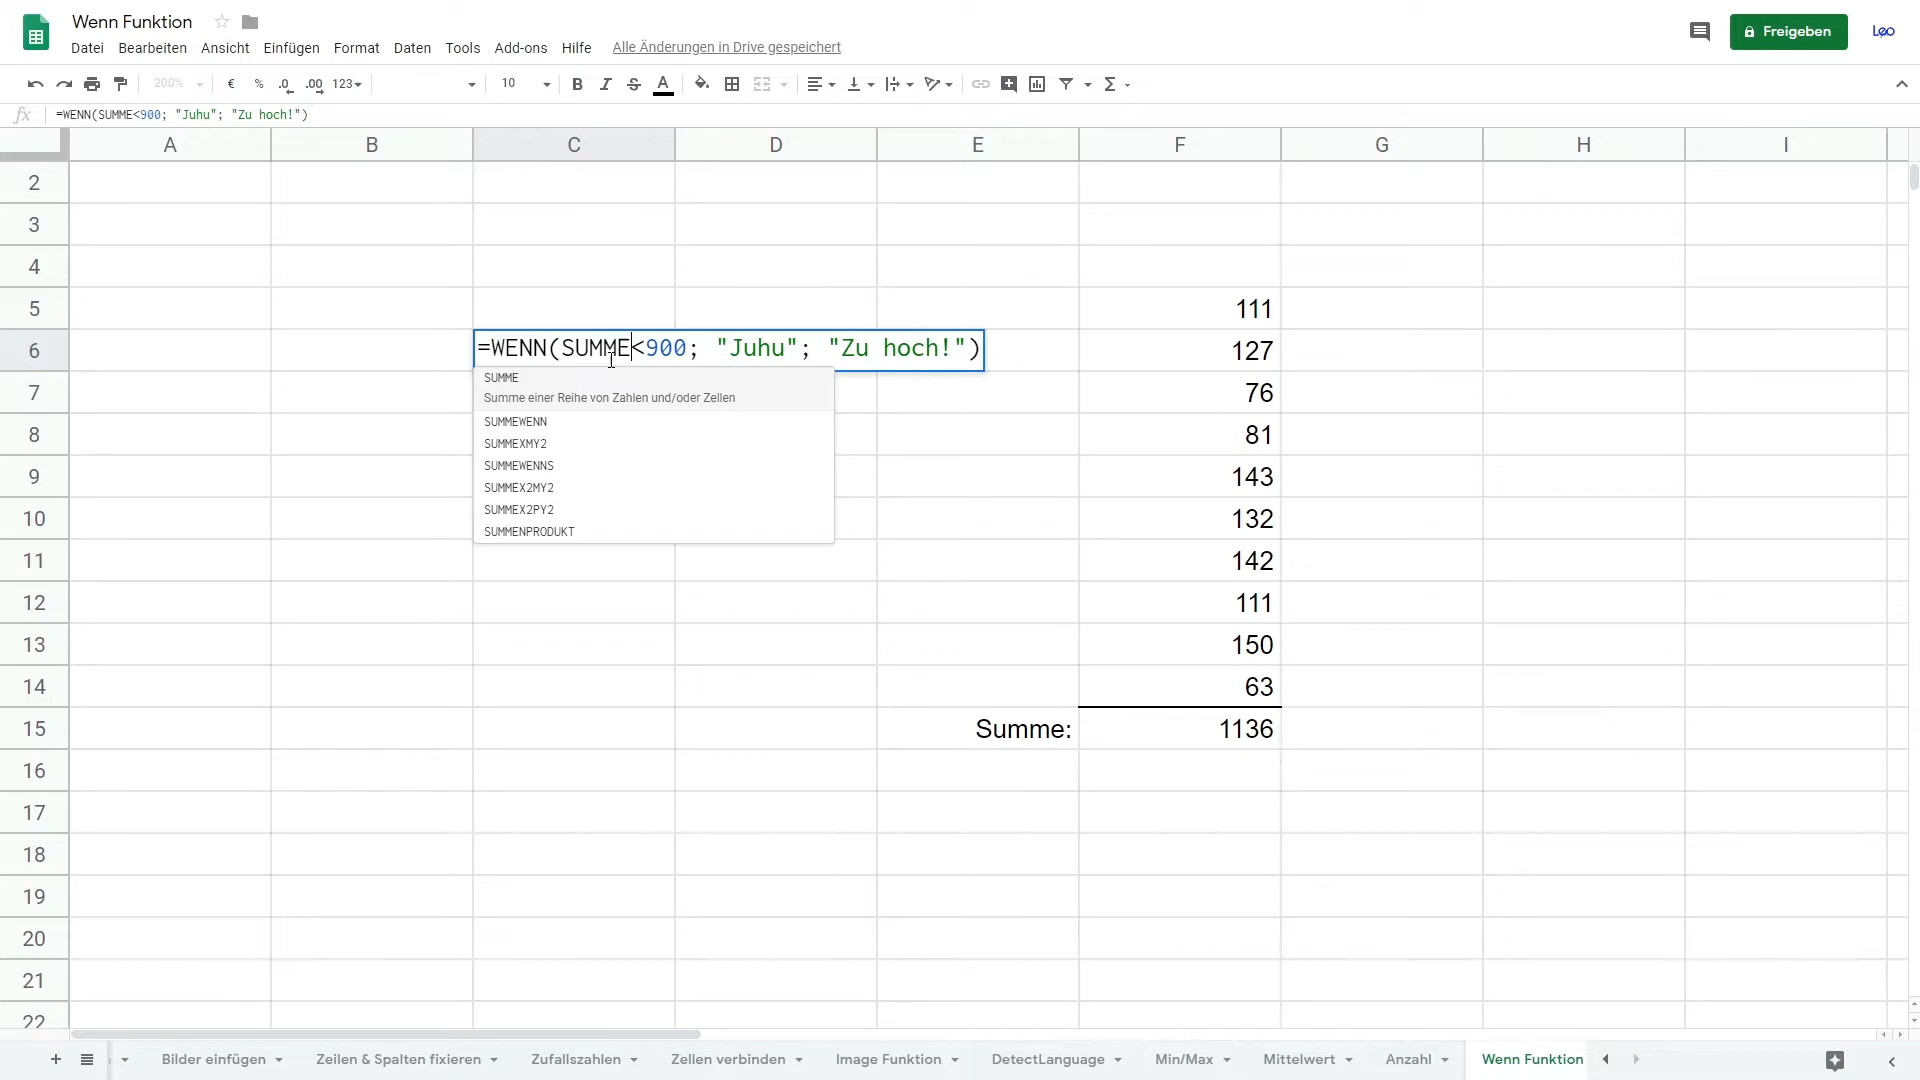 Wenn Funktion
Datei Bearbeiten Ansicht Einfügen Format Daten Tools Add-ons Hilfe Alle Änderungen in Drive gespeichert
Freigeben
Leo
200% € % .0 .00 123 10 B I S A Σ
fx =WENN(SUMME<900; "Juhu"; "Zu hoch!")
A B C D E F G H I
2
3
4
5 111
6 =WENN(SUMME<900; "Juhu"; "Zu hoch!") 127
SUMME
Summe einer Reihe von Zahlen und/oder Zellen
7 76
SUMMEWENN
8 81
SUMMEXMY2
SUMMEWENNS
9 143
SUMMEX2MY2
SUMMEX2PY2
10 132
SUMMENPRODUKT
11 142
12 111
13 150
14 63
15 Summe: 1136
16
17
18
19
20
21
22
+ Bilder einfügen Zeilen & Spalten fixieren Zufallszahlen Zellen verbinden Image Funktion DetectLanguage Min/Max Mittelwert Anzahl Wenn Funktion